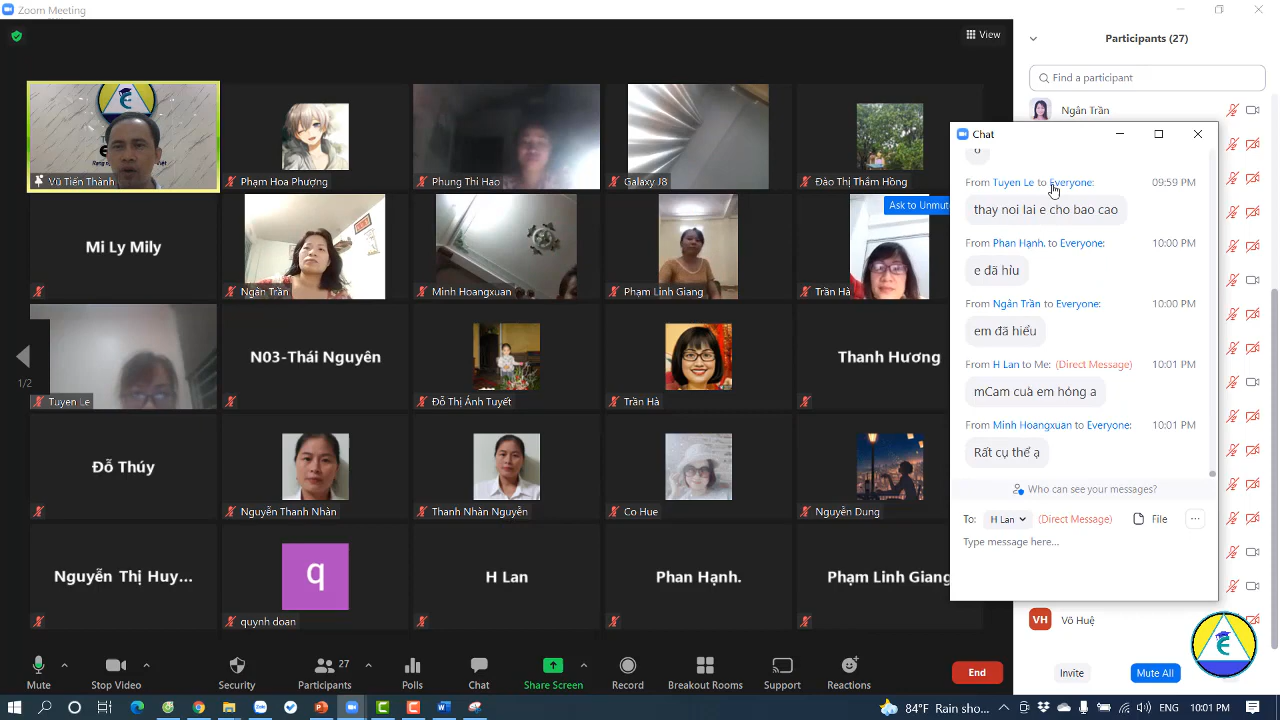 Zoom Meeting
View
Vũ Tiến Thành
Phạm Hoa Phượng
Phung Thi Hao
Galaxy J8
Đào Thị Thắm Hồng
Ask to Unmut
Mi Ly Mily
Ngân Trần
Minh Hoangxuan
Phạm Linh Giang
Trần Hà
1/2
Tuyen Le
N03-Thái Nguyên
Đỗ Thị Ánh Tuyết
Trần Hà
Thanh Hương
Đỗ Thúy
Nguyễn Thanh Nhàn
Thanh Nhàn Nguyễn
Co Hue
Nguyễn Dung
Nguyễn Thị Huy...
q
quynh doan
H Lan
Phan Hạnh.
Phạm Linh Giang
Participants (27)
Find a participant
Ngân Trần
Chat
From Tuyen Le to Everyone: 09:59 PM
thay noi lai e cho bao cao
From Phan Hạnh. to Everyone: 10:00 PM
e đã hỉu
From Ngân Trần to Everyone: 10:00 PM
em đã hiểu
From H Lan to Me: (Direct Message) 10:01 PM
mCam cuả em hỏng a
From Minh Hoangxuan to Everyone: 10:01 PM
Rất cụ thể ạ
Who can see your messages?
To: H Lan (Direct Message) File ...
Type message here...
VH Võ Huệ
Invite
Mute All
Mute
Stop Video
Security
Participants 27
Polls
Chat
Share Screen
Record
Breakout Rooms
Support
Reactions
End
84°F Rain sho...
10:01 PM